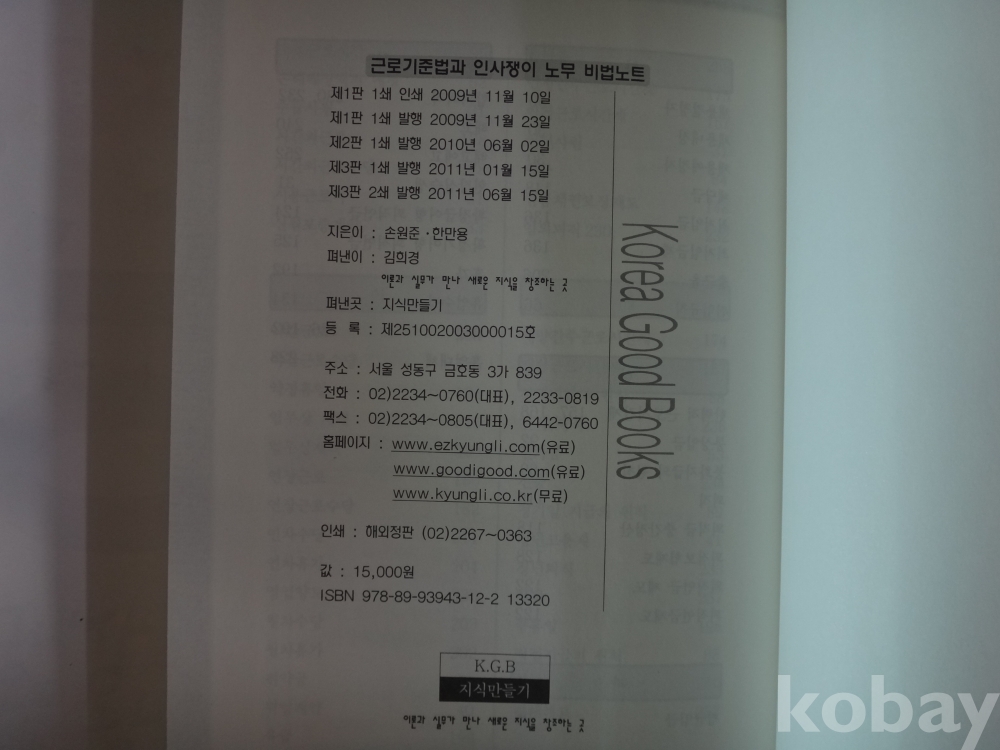 근로기준법과 인사쟁이 노무 비법노트
제1판 1쇄 인쇄 2009년 11월 10일
제1판 1쇄 발행 2009년 11월 23일
제2판 1쇄 발행 2010년 06월 02일
제3판 1쇄 발행 2011년 01월 15일
제3판 2쇄 발행 2011년 06월 15일
지은이 : 손원준 · 한만용
펴낸이 : 김희경
이론과 실무가 만나 새로운 지식을 창조하는 곳
펴낸곳 : 지식만들기
등 록 : 제251002003000015호
주소 : 서울 성동구 금호동 3가 839
전화 : 02)2234~0760(대표), 2233-0819
팩스 : 02)2234~0805(대표), 6442-0760
홈페이지 : www.ezkyungli.com(유료)
www.goodigood.com(유료)
www.kyungli.co.kr(무료)
인쇄 : 해외정판 (02)2267~0363
값 : 15,000원
ISBN 978-89-93943-12-2 13320
Korea Good Books
K.G.B
지식만들기
이론과 실무가 만나 새로운 지식을 창조하는 곳
kobay